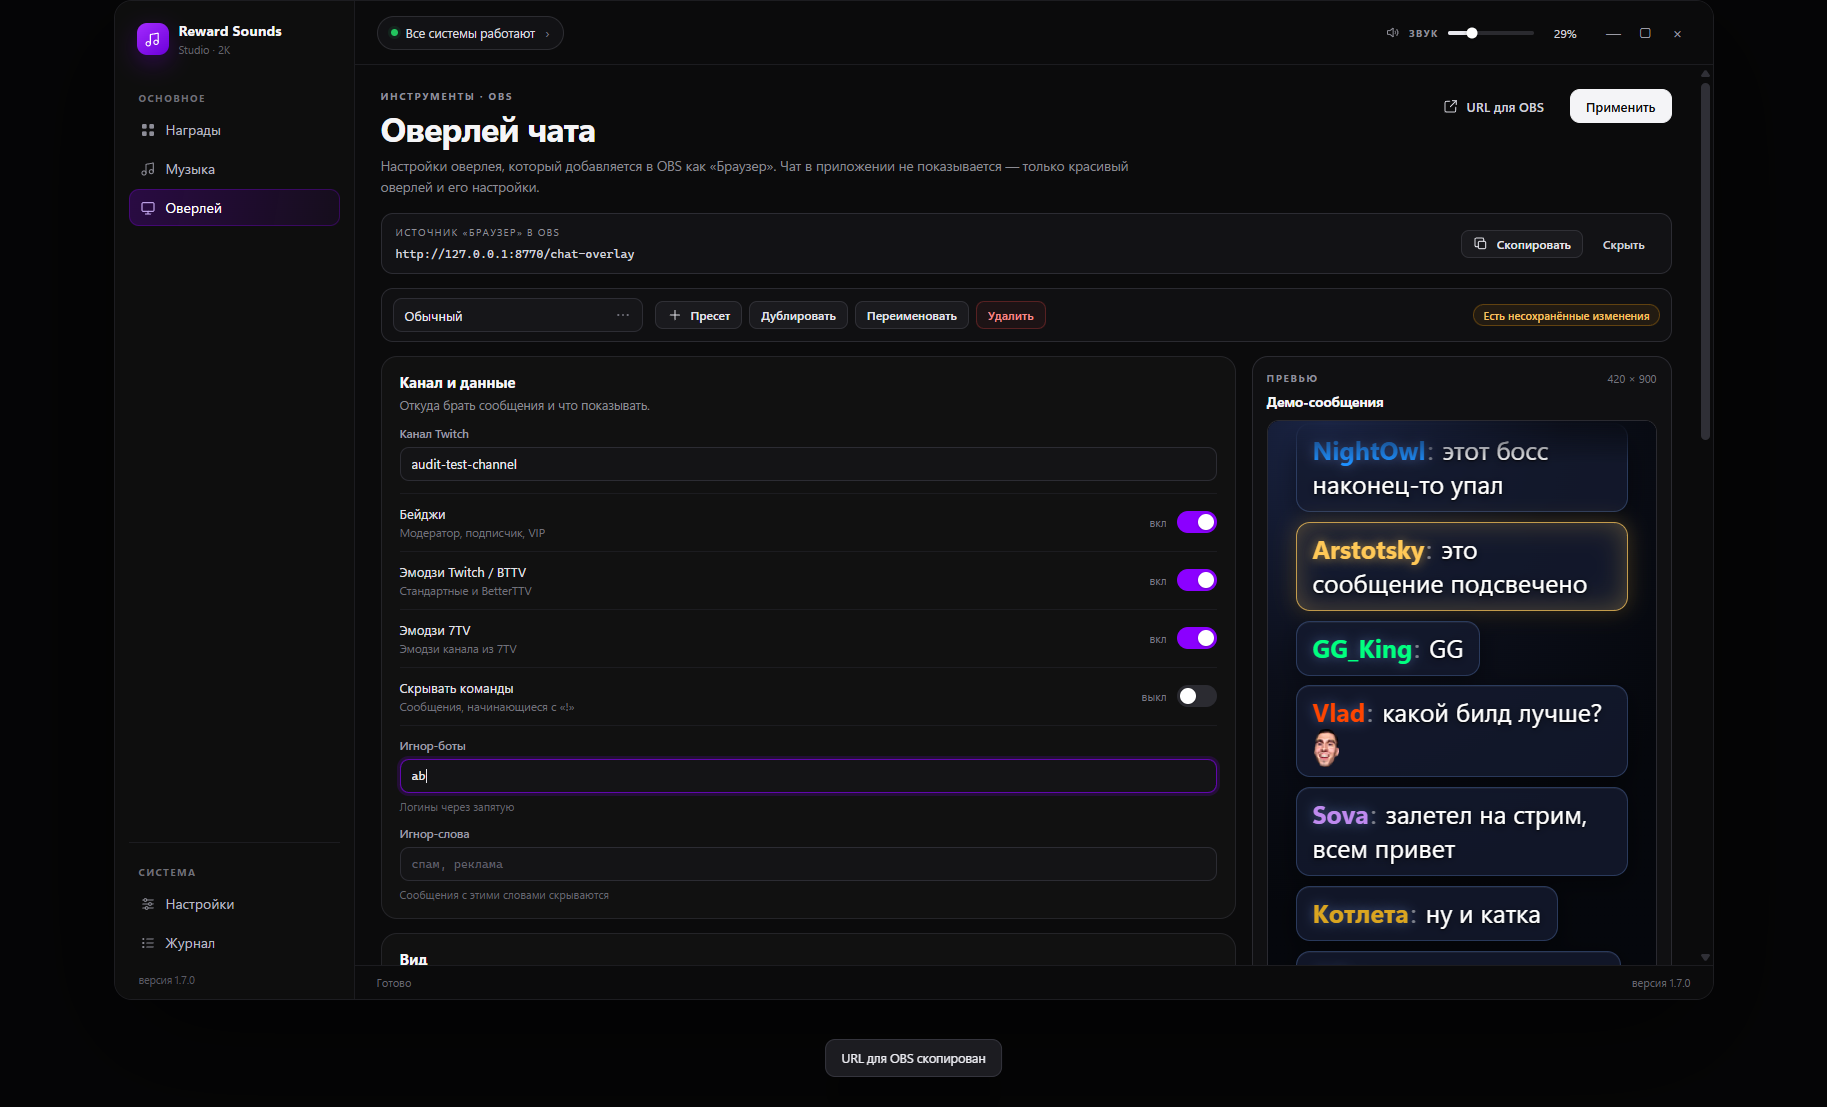 Reward Sounds
Studio · 2K
ОСНОВНОЕ
Награды
Музыка
Оверлей
СИСТЕМА
Настройки
Журнал
версия 1.7.0
Все системы работают ›
ЗВУК
29%
ИНСТРУМЕНТЫ · OBS
Оверлей чата
Настройки оверлея, который добавляется в OBS как «Браузер». Чат в приложении не показывается — только красивый
оверлей и его настройки.
URL для OBS
Применить
ИСТОЧНИК «БРАУЗЕР» В OBS
http://127.0.0.1:8770/chat-overlay
Скопировать
Скрыть
Обычный
···
+ Пресет
Дублировать
Переименовать
Удалить
Есть несохранённые изменения
Канал и данные
Откуда брать сообщения и что показывать.
Канал Twitch
audit-test-channel
Бейджи
Модератор, подписчик, VIP
вкл
Эмодзи Twitch / BTTV
Стандартные и BetterTTV
вкл
Эмодзи 7TV
Эмодзи канала из 7TV
вкл
Скрывать команды
Сообщения, начинающиеся с «!»
выкл
Игнор-боты
ab
Логины через запятую
Игнор-слова
спам, реклама
Сообщения с этими словами скрываются
Вид
ПРЕВЬЮ
420 × 900
Демо-сообщения
NightOwl: этот босс
наконец-то упал
Arstotsky: это
сообщение подсвечено
GG_King: GG
Vlad: какой билд лучше?
Sova: залетел на стрим,
всем привет
Котлета: ну и катка
Готово
версия 1.7.0
URL для OBS скопирован